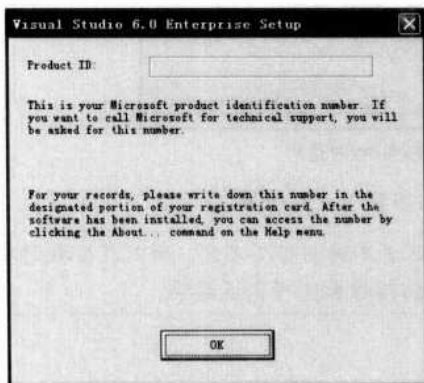 Visual Studio 6.0 Enterprise Setup
Product ID:
This is your Microsoft product identification number. If
you want to call Microsoft for technical support, you will
be asked for this number.
For your records, please write down this number in the
designated portion of your registration card. After the
software has been installed, you can access the number by
clicking the About... command on the Help menu.
OK